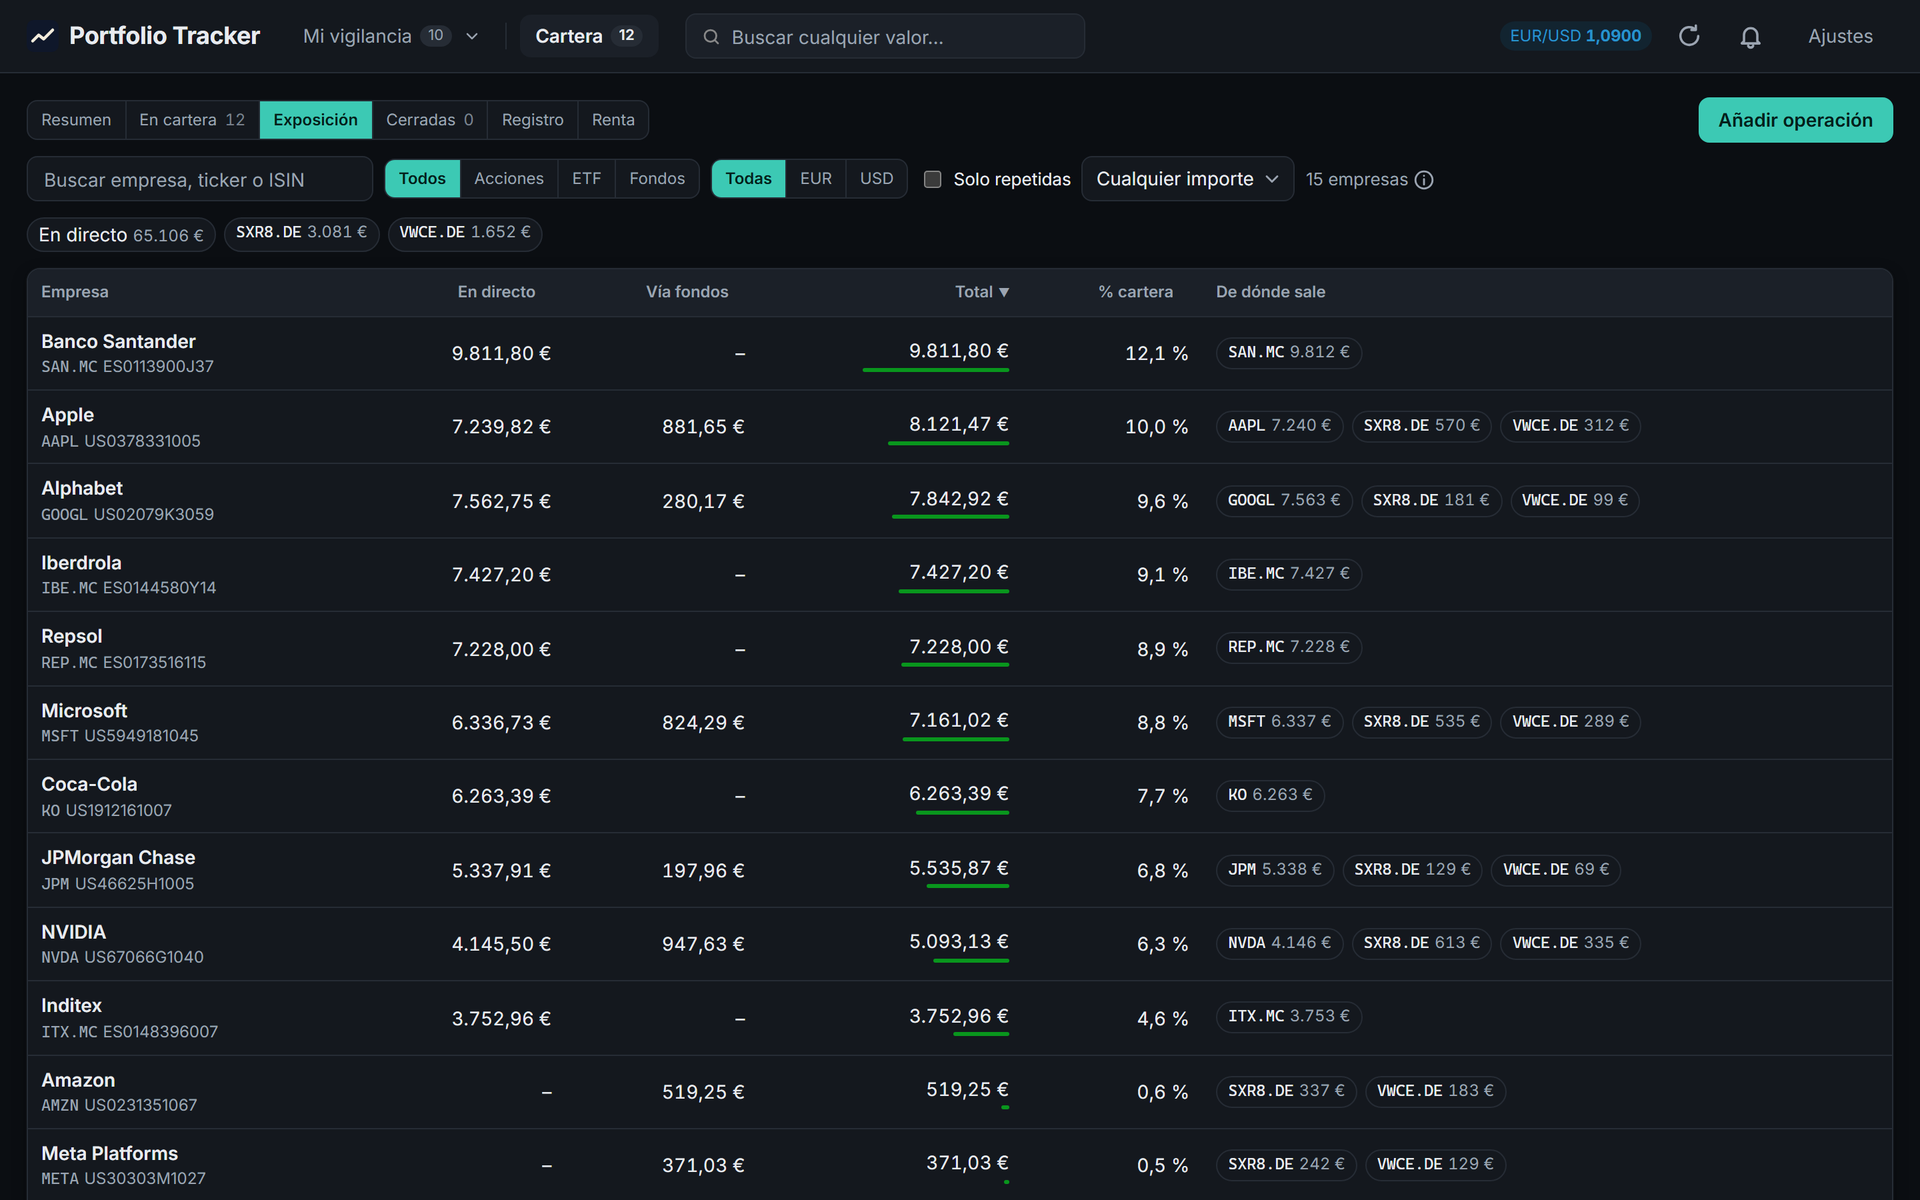 Portfolio Tracker Mi vigilancia 10 Cartera 12 Buscar cualquier valor... EUR/USD 1,0900 Ajustes
Resumen En cartera 12 Exposición Cerradas 0 Registro Renta Añadir operación
Buscar empresa, ticker o ISIN Todos Acciones ETF Fondos Todas EUR USD Solo repetidas Cualquier importe 15 empresas
En directo 65.106 € SXR8.DE 3.081 € VWCE.DE 1.652 €
Empresa En directo Vía fondos Total ▼ % cartera De dónde sale
Banco Santander
SAN.MC ES0113900J37 9.811,80 € – 9.811,80 € 12,1 % SAN.MC 9.812 €
Apple
AAPL US0378331005 7.239,82 € 881,65 € 8.121,47 € 10,0 % AAPL 7.240 € SXR8.DE 570 € VWCE.DE 312 €
Alphabet
GOOGL US02079K3059 7.562,75 € 280,17 € 7.842,92 € 9,6 % GOOGL 7.563 € SXR8.DE 181 € VWCE.DE 99 €
Iberdrola
IBE.MC ES0144580Y14 7.427,20 € – 7.427,20 € 9,1 % IBE.MC 7.427 €
Repsol
REP.MC ES0173516115 7.228,00 € – 7.228,00 € 8,9 % REP.MC 7.228 €
Microsoft
MSFT US5949181045 6.336,73 € 824,29 € 7.161,02 € 8,8 % MSFT 6.337 € SXR8.DE 535 € VWCE.DE 289 €
Coca-Cola
KO US1912161007 6.263,39 € – 6.263,39 € 7,7 % KO 6.263 €
JPMorgan Chase
JPM US46625H1005 5.337,91 € 197,96 € 5.535,87 € 6,8 % JPM 5.338 € SXR8.DE 129 € VWCE.DE 69 €
NVIDIA
NVDA US67066G1040 4.145,50 € 947,63 € 5.093,13 € 6,3 % NVDA 4.146 € SXR8.DE 613 € VWCE.DE 335 €
Inditex
ITX.MC ES0148396007 3.752,96 € – 3.752,96 € 4,6 % ITX.MC 3.753 €
Amazon
AMZN US0231351067 – 519,25 € 519,25 € 0,6 % SXR8.DE 337 € VWCE.DE 183 €
Meta Platforms
META US30303M1027 – 371,03 € 371,03 € 0,5 % SXR8.DE 242 € VWCE.DE 129 €